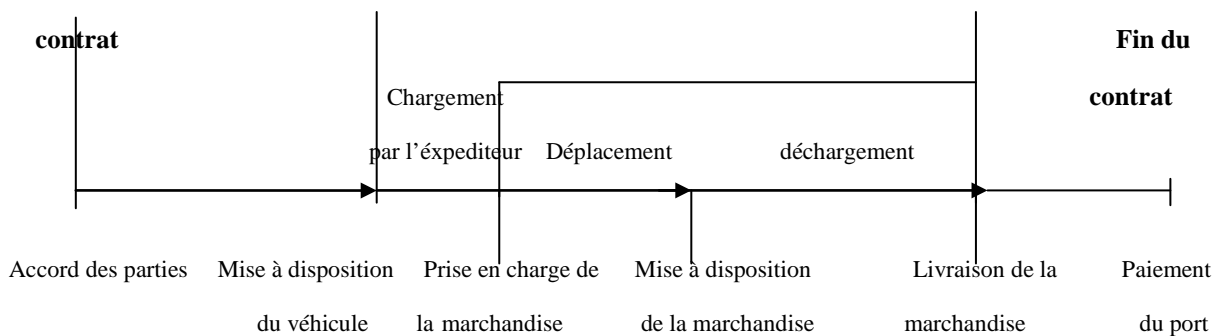 contrat
Fin du
contrat
Chargement
par l’éxpediteur
Déplacement
déchargement
Accord des parties
Mise à disposition
du véhicule
Prise en charge de
la marchandise
Mise à disposition
de la marchandise
Livraison de la
marchandise
Paiement
du port